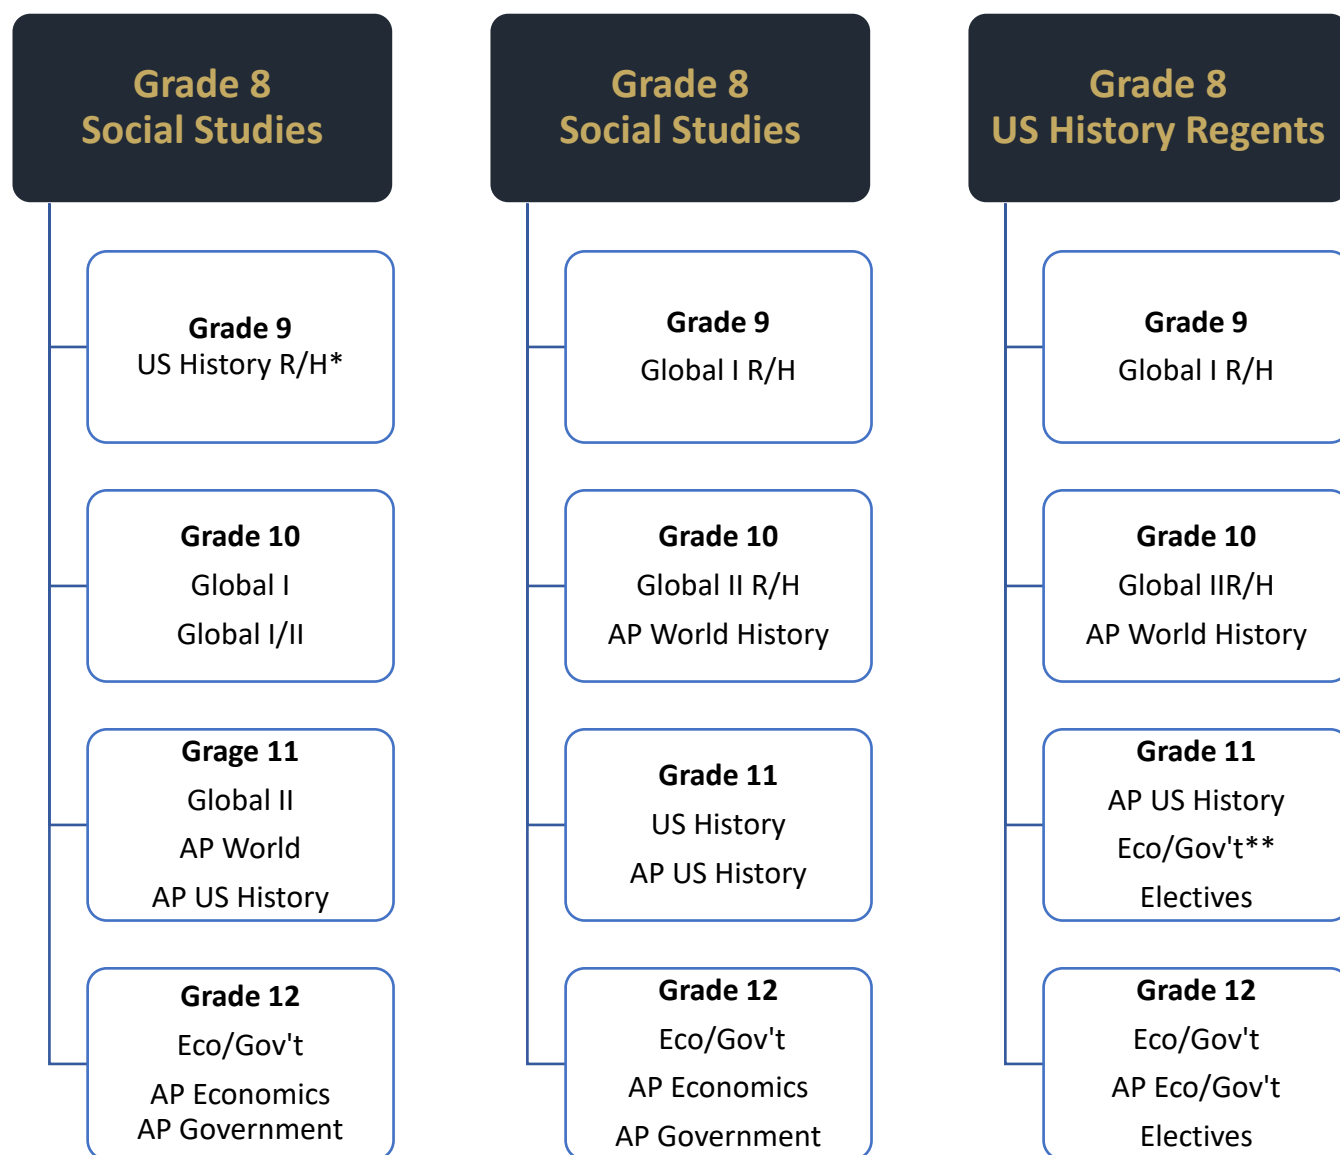 Grade 8
Social Studies
Grade 9
US History R/H*
Grade 10
Global I
Global I/II
Grage 11
Global II
AP World
AP US History
Grade 12
Eco/Gov't
AP Economics
AP Government
Grade 8
Social Studies
Grade 9
Global I R/H
Grade 10
Global II R/H
AP World History
Grade 11
US History
AP US History
Grade 12
Eco/Gov't
AP Economics
AP Government
Grade 8
US History Regents
Grade 9
Global I R/H
Grade 10
Global IIR/H
AP World History
Grade 11
AP US History
Eco/Gov't**
Electives
Grade 12
Eco/Gov't
AP Eco/Gov't
Electives